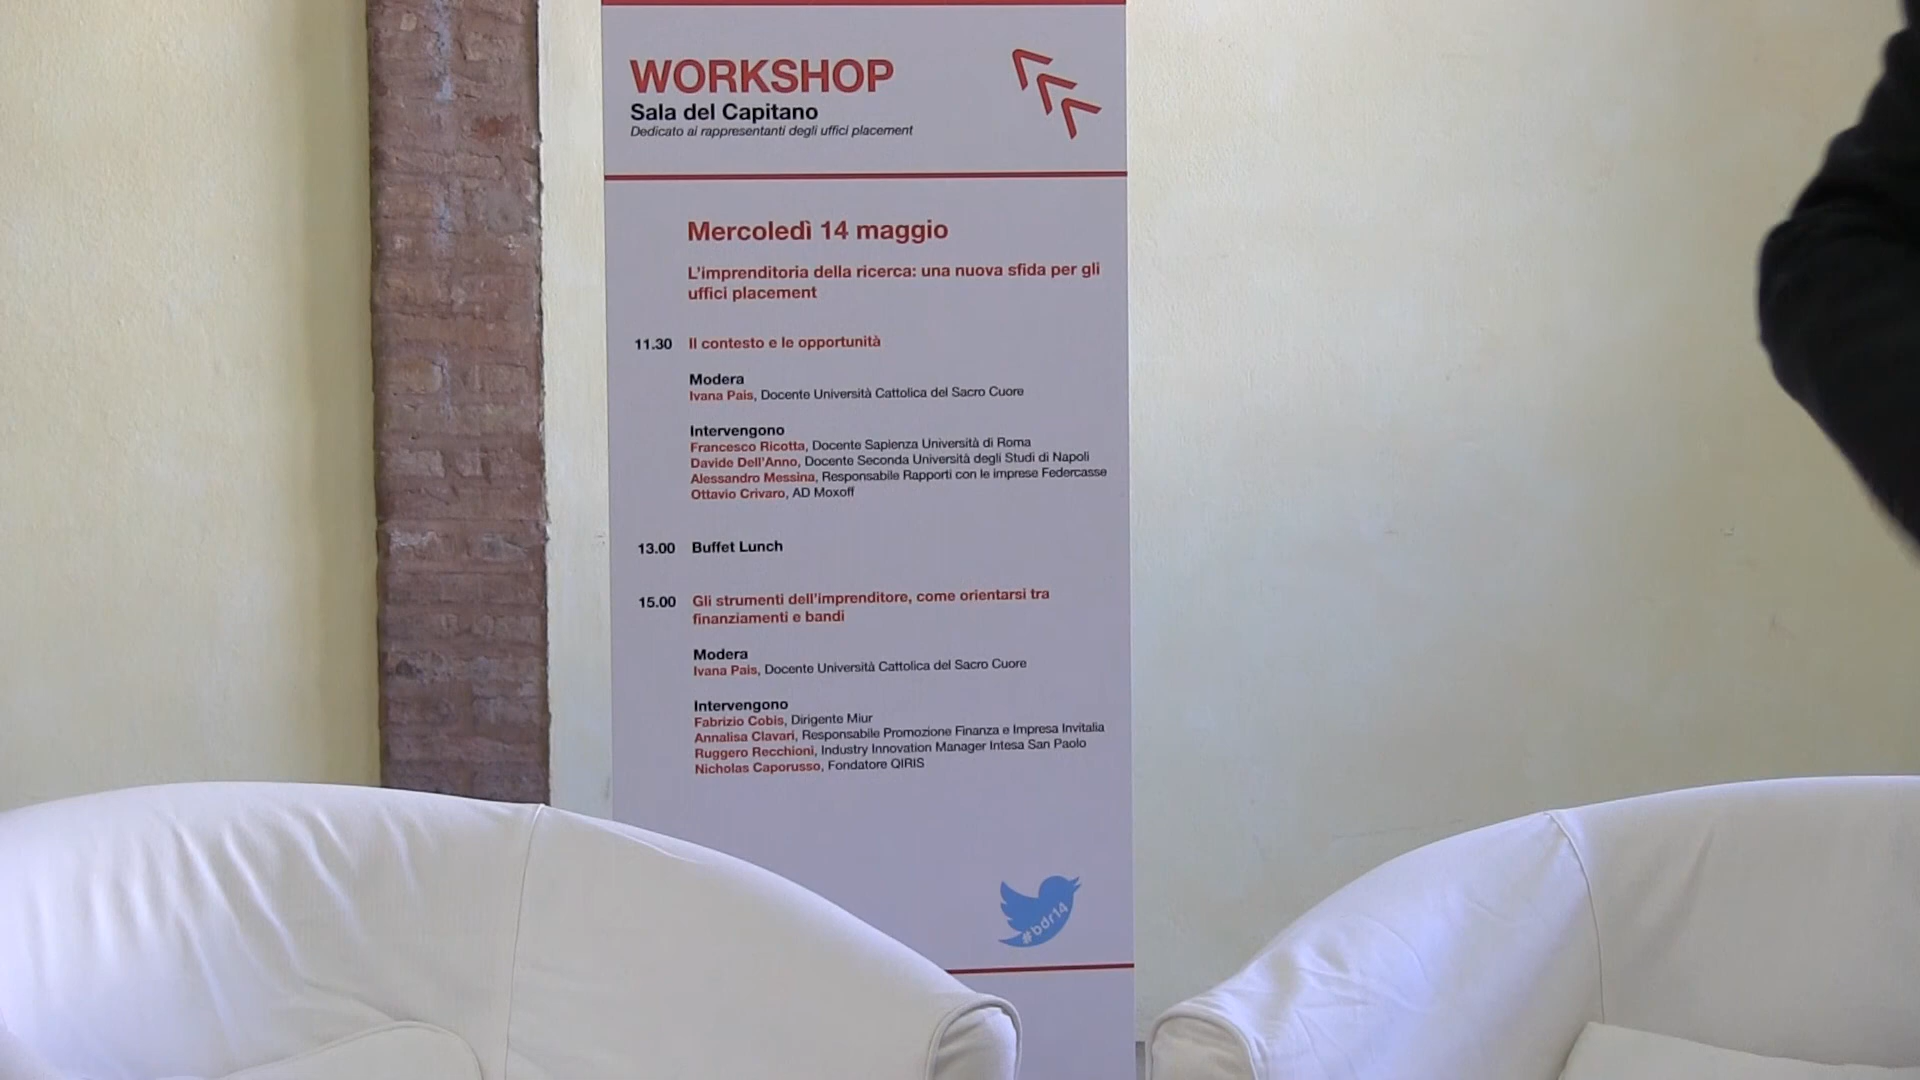 WORKSHOP
Sala del Capitano
Dedicato ai rappresentanti degli uffici placement
Mercoledì 14 maggio
L'imprenditoria della ricerca: una nuova sfida per gli
uffici placement
11.30 Il contesto e le opportunità
Modera
Ivana Pais, Docente Università Cattolica del Sacro Cuore
Intervengono
Francesco Ricotta, Docente Sapienza Università di Roma
Davide Dell'Anno, Docente Seconda Università degli Studi di Napoli
Alessandro Messina, Responsabile Rapporti con le imprese Federcasse
Ottavio Crivaro, AD Moxoff
13.00 Buffet Lunch
15.00 Gli strumenti dell'imprenditore, come orientarsi tra
finanziamenti e bandi
Modera
Ivana Pais, Docente Università Cattolica del Sacro Cuore
Intervengono
Fabrizio Cobis, Dirigente Miur
Annalisa Clavari, Responsabile Promozione Finanza e Impresa Invitalia
Ruggero Recchioni, Industry Innovation Manager Intesa San Paolo
Nicholas Caporusso, Fondatore QIRIS
#bdr14